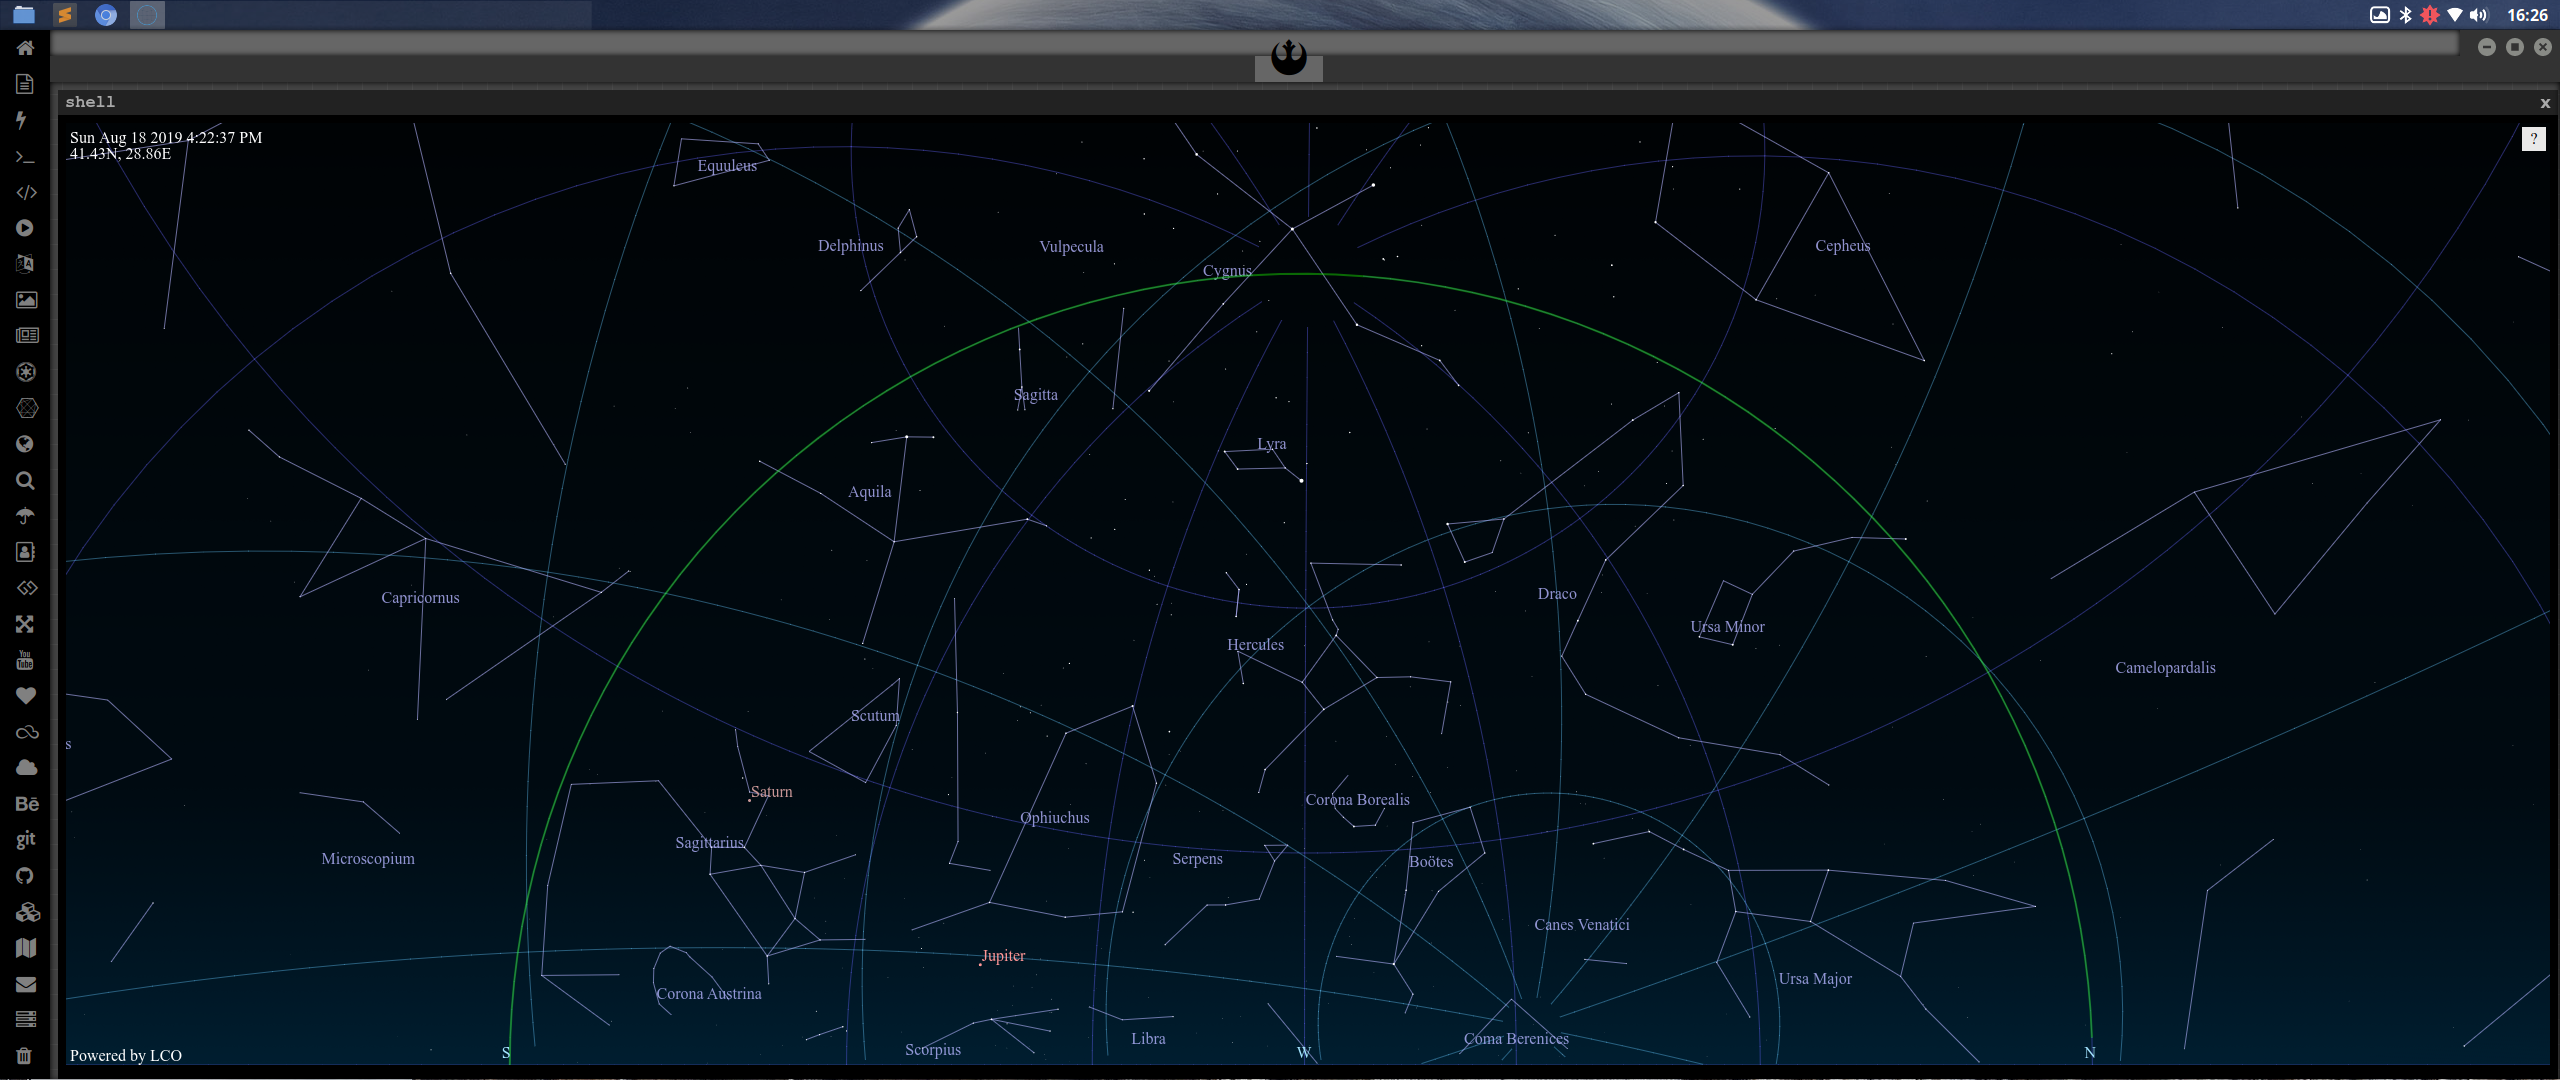 16:26
shell
x
Sun Aug 18 2019 4:22:37 PM
41.43N, 28.86E
?
Equuleus
Delphinus
Vulpecula
Cepheus
Cygnus
Sagitta
Lyra
Aquila
Draco
Capricornus
Ursa Minor
Hercules
Camelopardalis
Scutum
s
Saturn
Corona Borealis
Ophiuchus
Sagittarius
Microscopium
Serpens
Boötes
Canes Venatici
Jupiter
Ursa Major
Corona Austrina
Libra
Coma Berenices
Scorpius
S
W
N
Powered by LCO
You
Tube
Bē
git